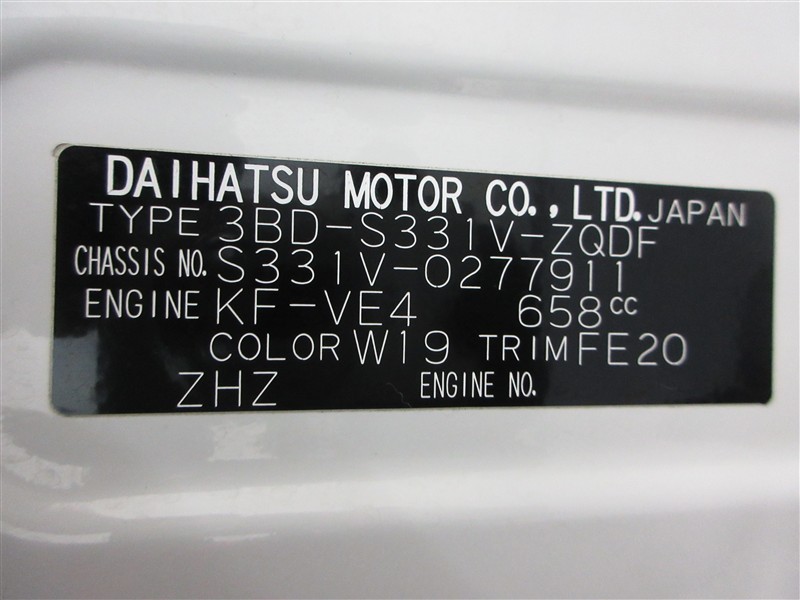 DAIHATSU MOTOR CO., LTD. JAPAN
TYPE 3BD-S331V-ZQDF
CHASSIS NO. S331V-0277911
ENGINE KF-VE4 658cc
COLOR W19 TRIM FE20
ZHZ ENGINE NO.